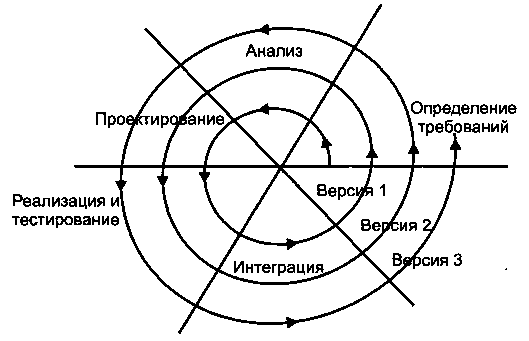 Анализ
Определение
требований
Проектирование
Версия 1
Реализация и
тестирование
Версия 2
Интеграция
Версия 3